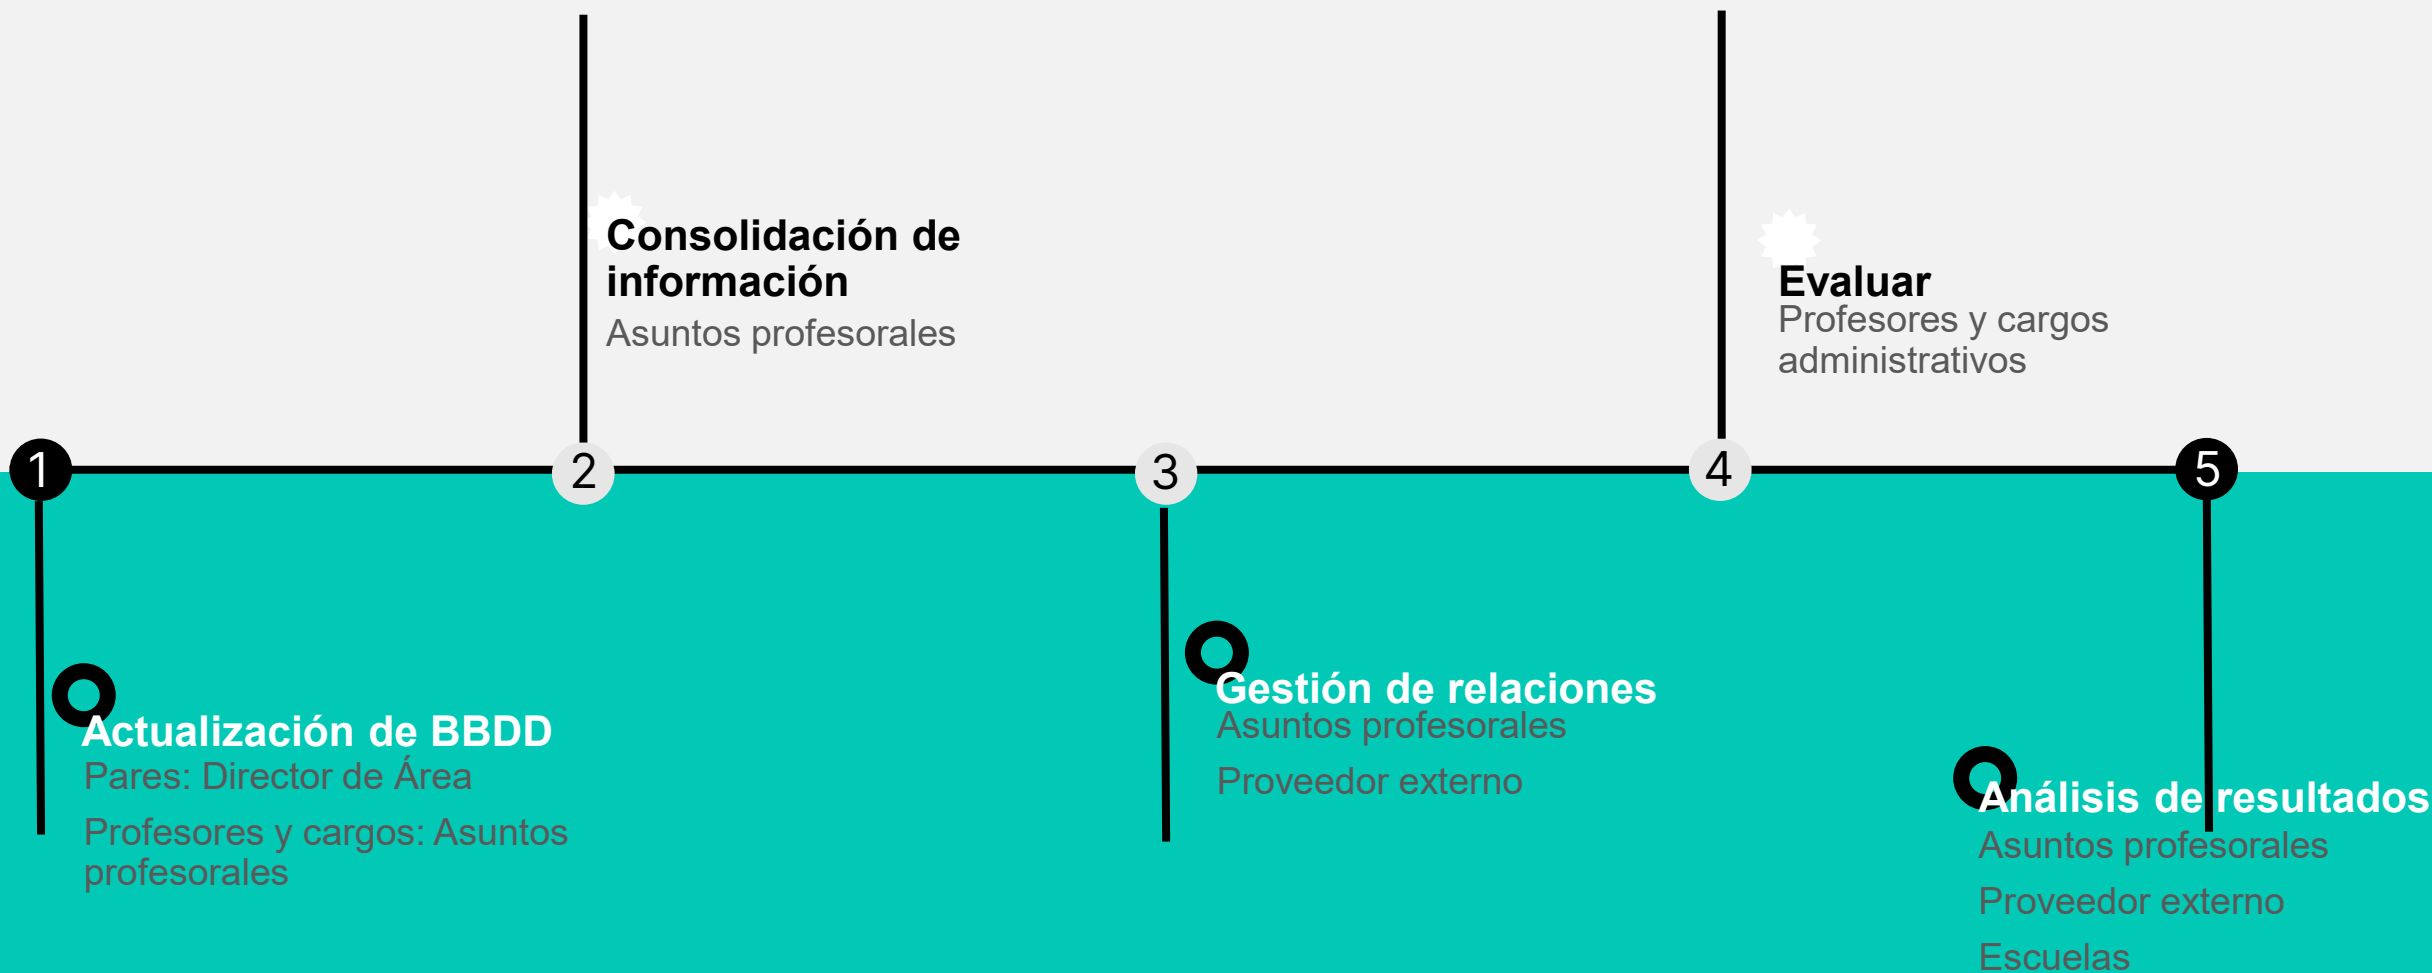 Consolidación de
información
Asuntos profesorales
Evaluar
Profesores y cargos
administrativos
1
2
3
4
5
Actualización de BBDD
Pares: Director de Área
Profesores y cargos: Asuntos
profesorales
Gestión de relaciones
Asuntos profesorales
Proveedor externo
Análisis de resultados
Asuntos profesorales
Proveedor externo
Escuelas